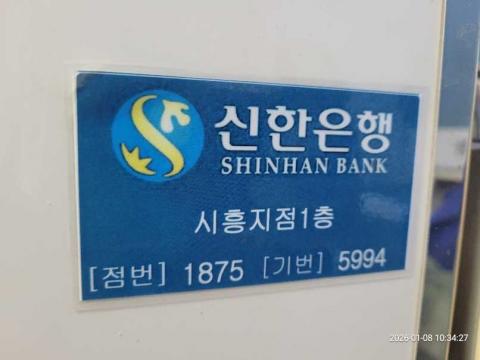 신한은행
SHINHAN BANK
시흥지점1층
[점번] 1875 [기번] 5994
2026-01-08 10:34:27